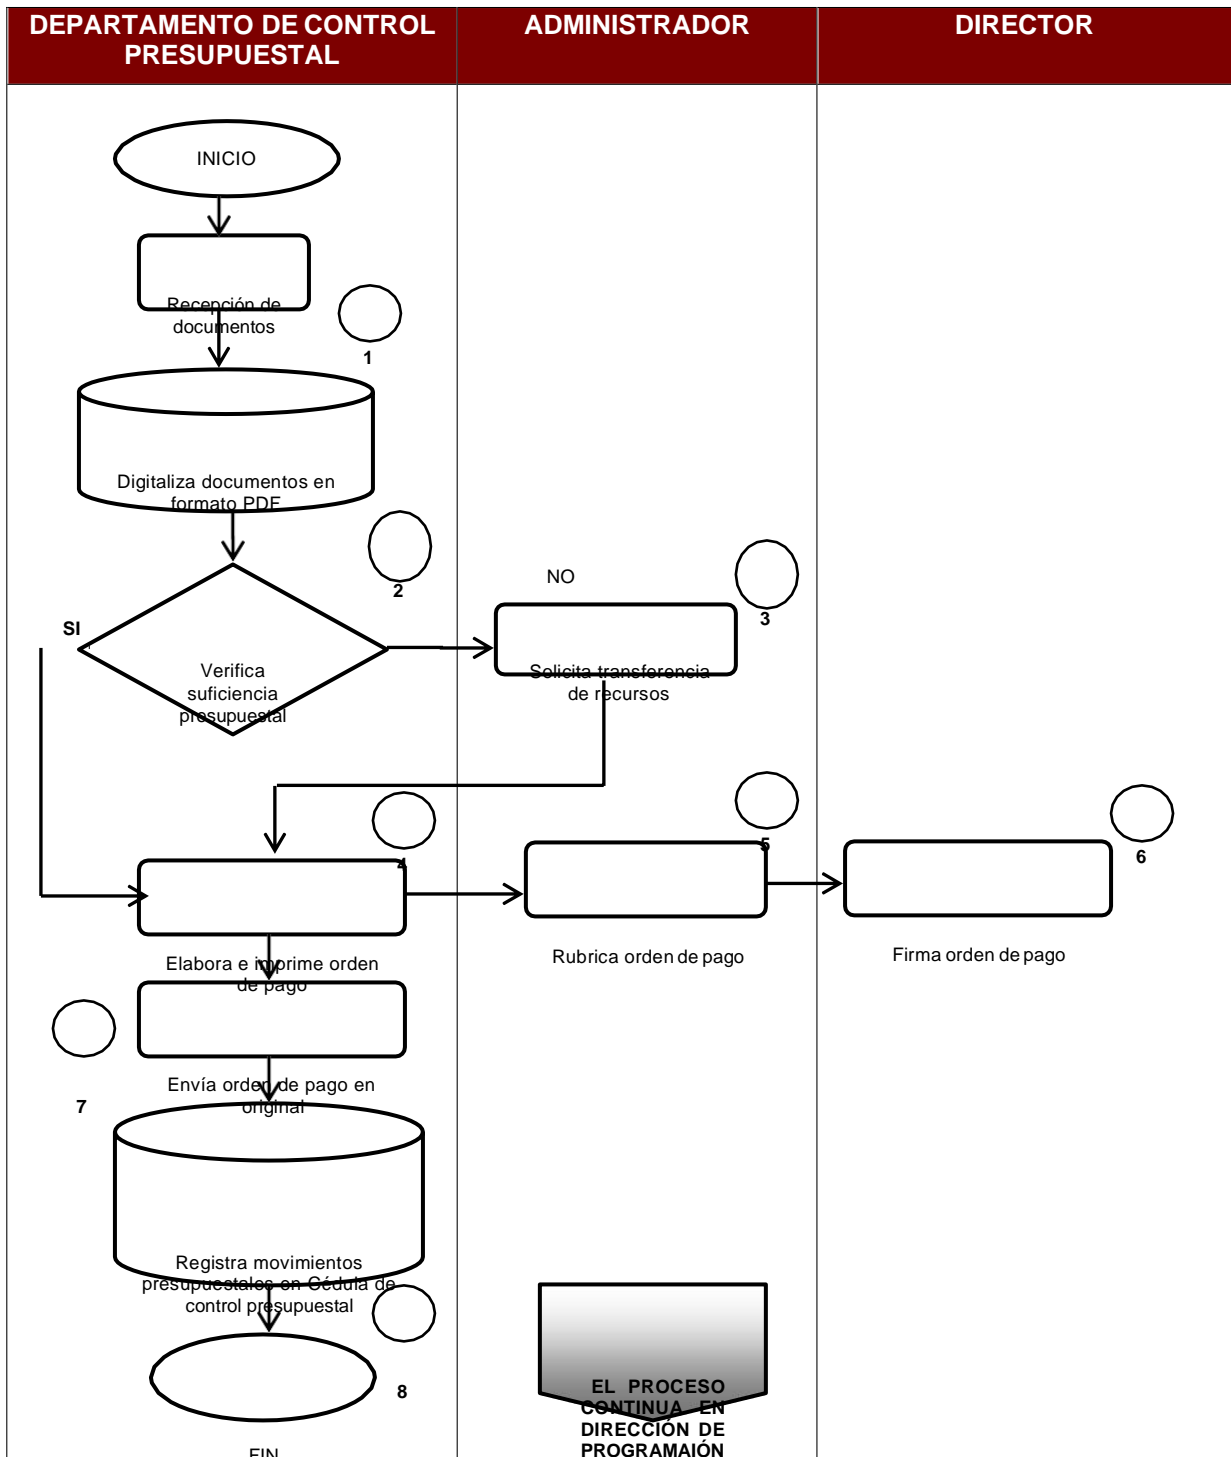 DEPARTAMENTO DE CONTROL
PRESUPUESTAL
ADMINISTRADOR
DIRECTOR
INICIO
Recepción de
documentos
1
Digitaliza documentos en
formato PDF
2
NO
3
SI
Solicita transferencia
de recursos
Verifica
suficiencia
presupuestal
4
5
6
Elabora e imprime orden
de pago
Rubrica orden de pago
Firma orden de pago
7
Envía orden de pago en
original
Registra movimientos
presupuestales en Cédula de
control presupuestal
8
EL PROCESO
CONTINUA EN
DIRECCIÓN DE
PROGRAMAIÓN
FIN